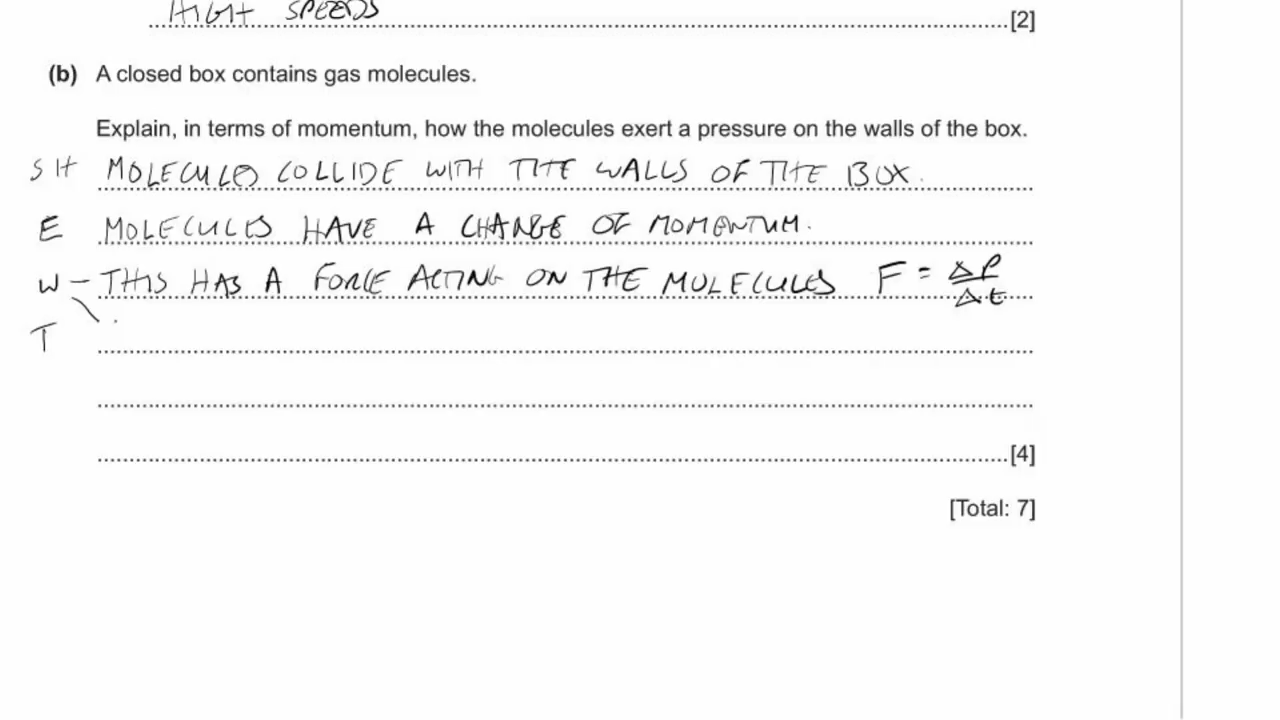 HIGH SPEEDS [2]
(b) A closed box contains gas molecules.
Explain, in terms of momentum, how the molecules exert a pressure on the walls of the box.
SH MOLECULES COLLIDE WITH THE WALLS OF THE BOX.
E MOLECULES HAVE A CHANGE OF MOMENTUM.
W – THIS HAS A FORCE ACTING ON THE MOLECULES F = ΔP/Δt
T
[4]
[Total: 7]